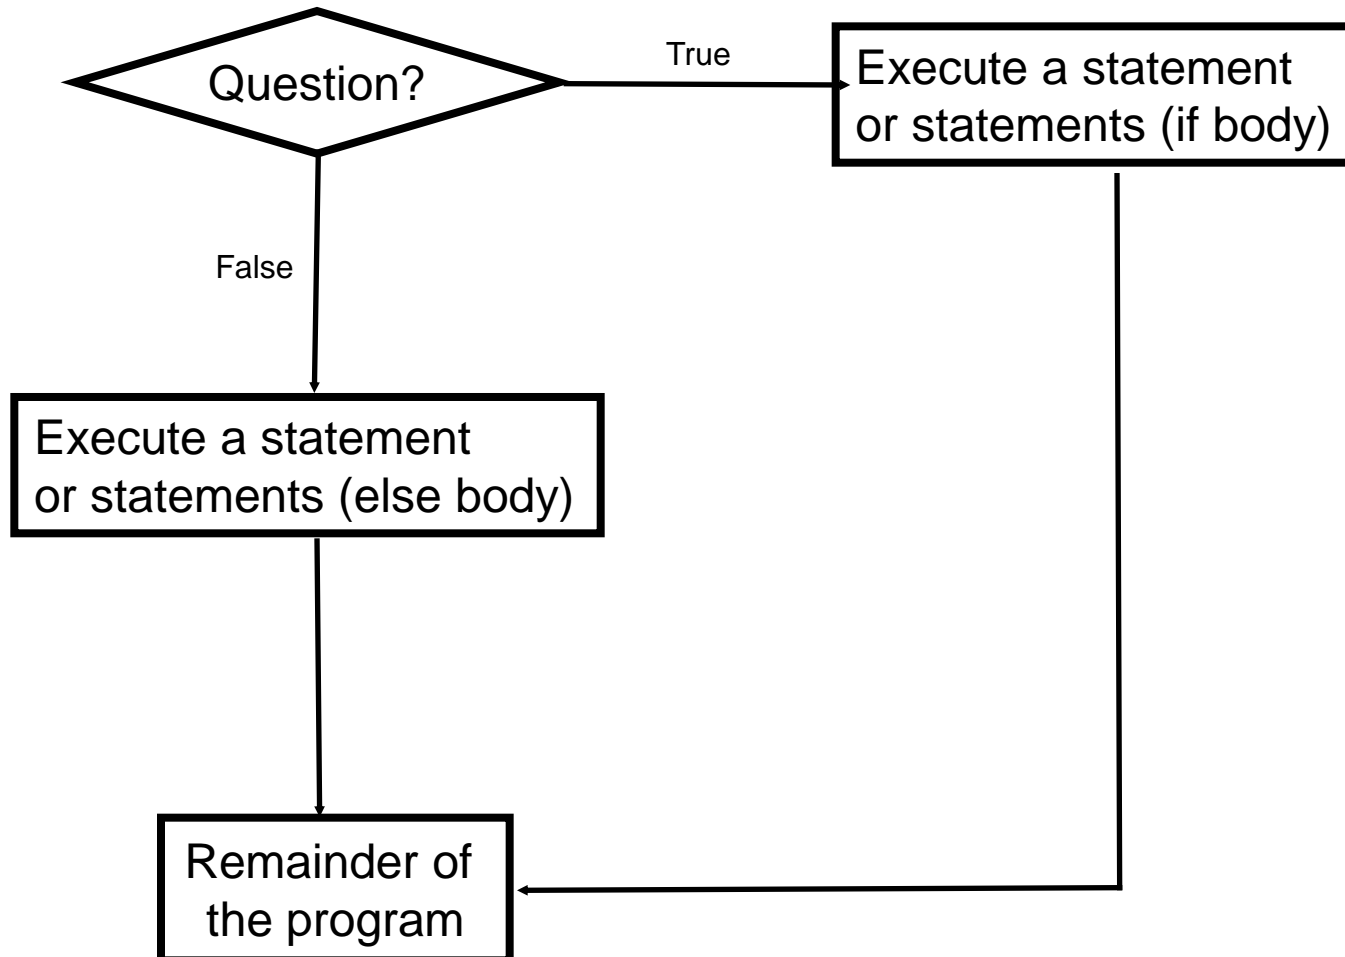 Question?
True
Execute a statement
or statements (if body)
False
Execute a statement
or statements (else body)
Remainder of
the program